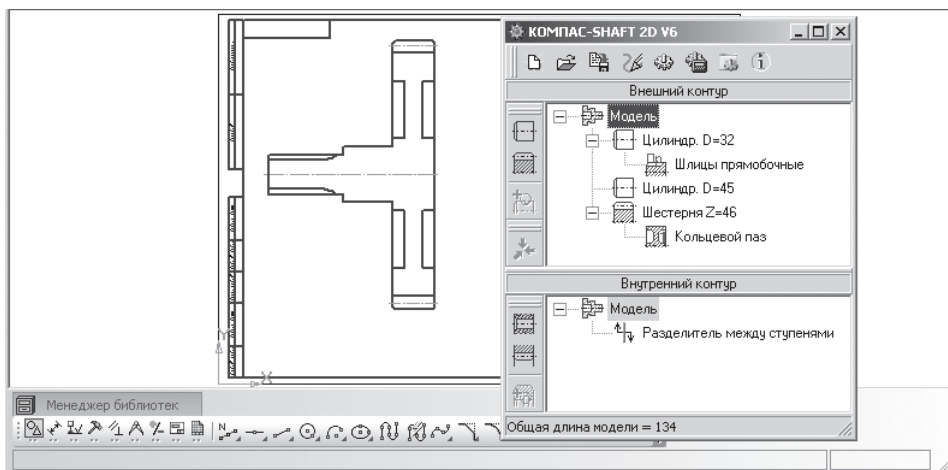 КОМПАС-SHAFT 2D V6
Внешний контур
Модель
Цилиндр. D=32
Шлицы прямобочные
Цилиндр. D=45
Шестерня Z=46
Кольцевой паз
Внутренний контур
Модель
Разделитель между ступенями
Y
X
Менеджер библиотек
Общая длина модели = 134